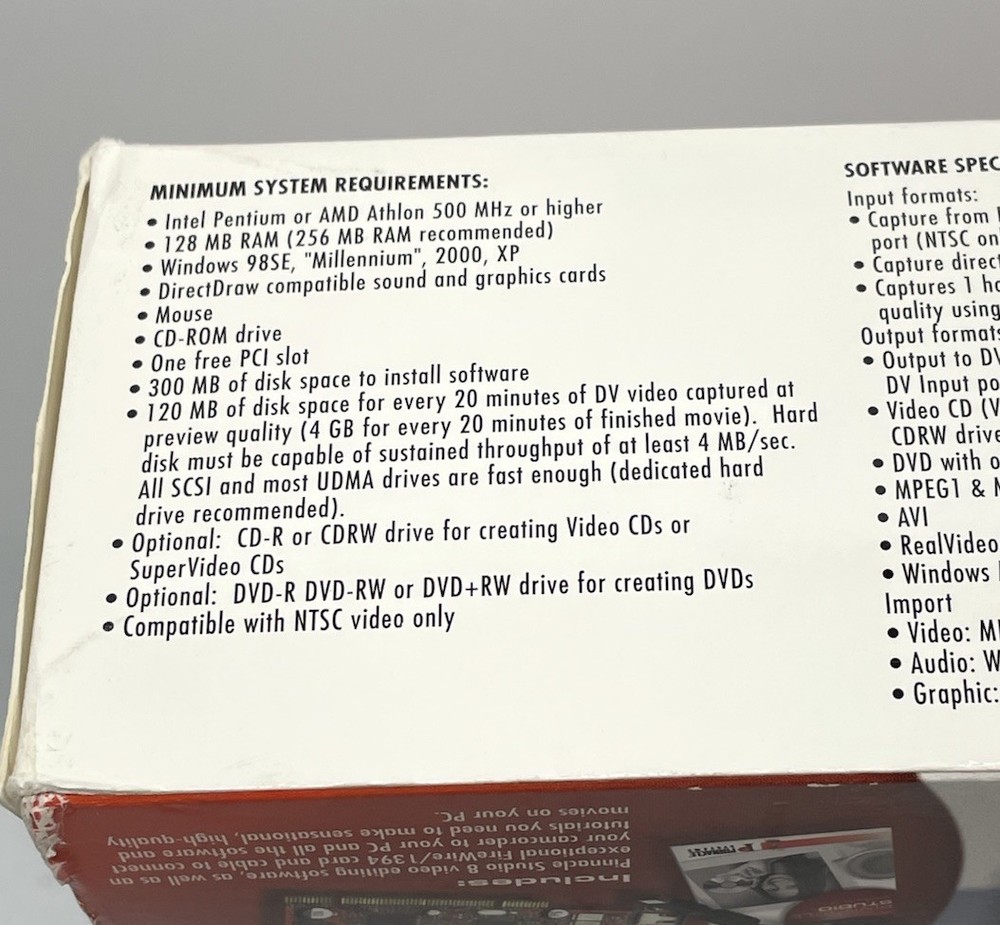 MINIMUM SYSTEM REQUIREMENTS:
• Intel Pentium or AMD Athlon 500 MHz or higher
• 128 MB RAM (256 MB RAM recommended)
• Windows 98SE, "Millennium", 2000, XP
• DirectDraw compatible sound and graphics cards
• Mouse
• CD-ROM drive
• One free PCI slot
• 300 MB of disk space to install software
• 120 MB of disk space for every 20 minutes of DV video captured at
preview quality (4 GB for every 20 minutes of finished movie). Hard
disk must be capable of sustained throughput of at least 4 MB/sec.
All SCSI and most UDMA drives are fast enough (dedicated hard
drive recommended).
• Optional: CD-R or CDRW drive for creating Video CDs or
SuperVideo CDs
• Optional: DVD-R DVD-RW or DVD+RW drive for creating DVDs
• Compatible with NTSC video only
SOFTWARE SPEC
Input formats:
• Capture from
port (NTSC on
• Capture direct
• Captures 1 ho
quality using
Output formats
• Output to DV
DV Input po
• Video CD (V
CDRW drive
• DVD with o
• MPEG1 &
• AVI
• RealVideo
• Windows
Import
• Video:
• Audio: W
• Graphic:
Includes:
Pinnacle Studio 8 video editing software, as well as an
exceptional FireWire/1394 card and cable to connect
your camcorder to your PC and all the software and
tutorials you need to make sensational, high-quality
movies on your PC.
STUDIO
PINNACLE
SYSTEMS